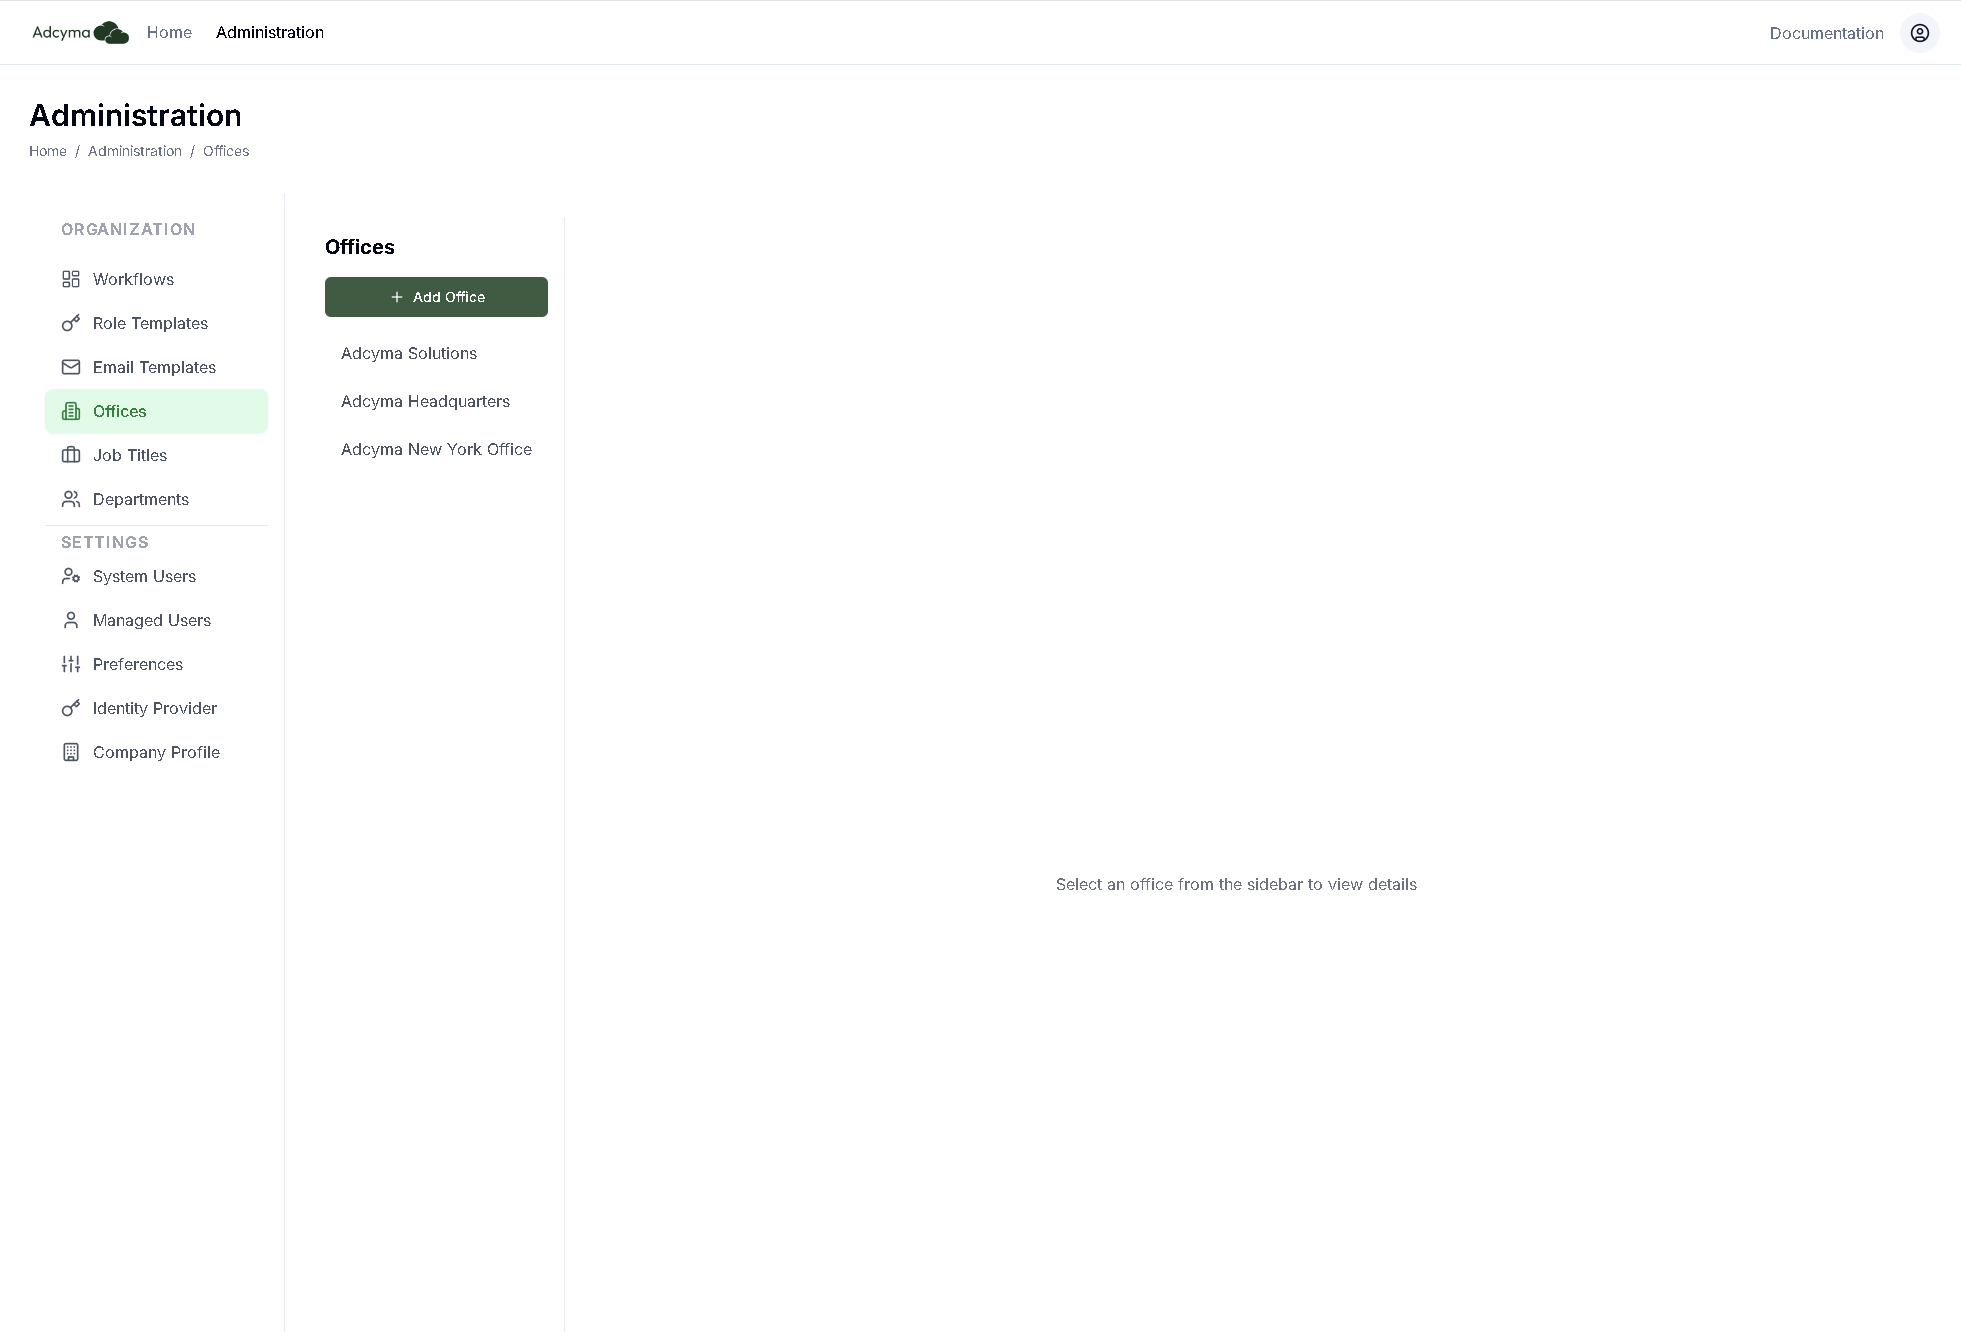 Adcyma Home Administration Documentation
Administration
Home / Administration / Offices
ORGANIZATION
Workflows
Role Templates
Email Templates
Offices
Job Titles
Departments
SETTINGS
System Users
Managed Users
Preferences
Identity Provider
Company Profile
Offices
+ Add Office
Adcyma Solutions
Adcyma Headquarters
Adcyma New York Office
Select an office from the sidebar to view details